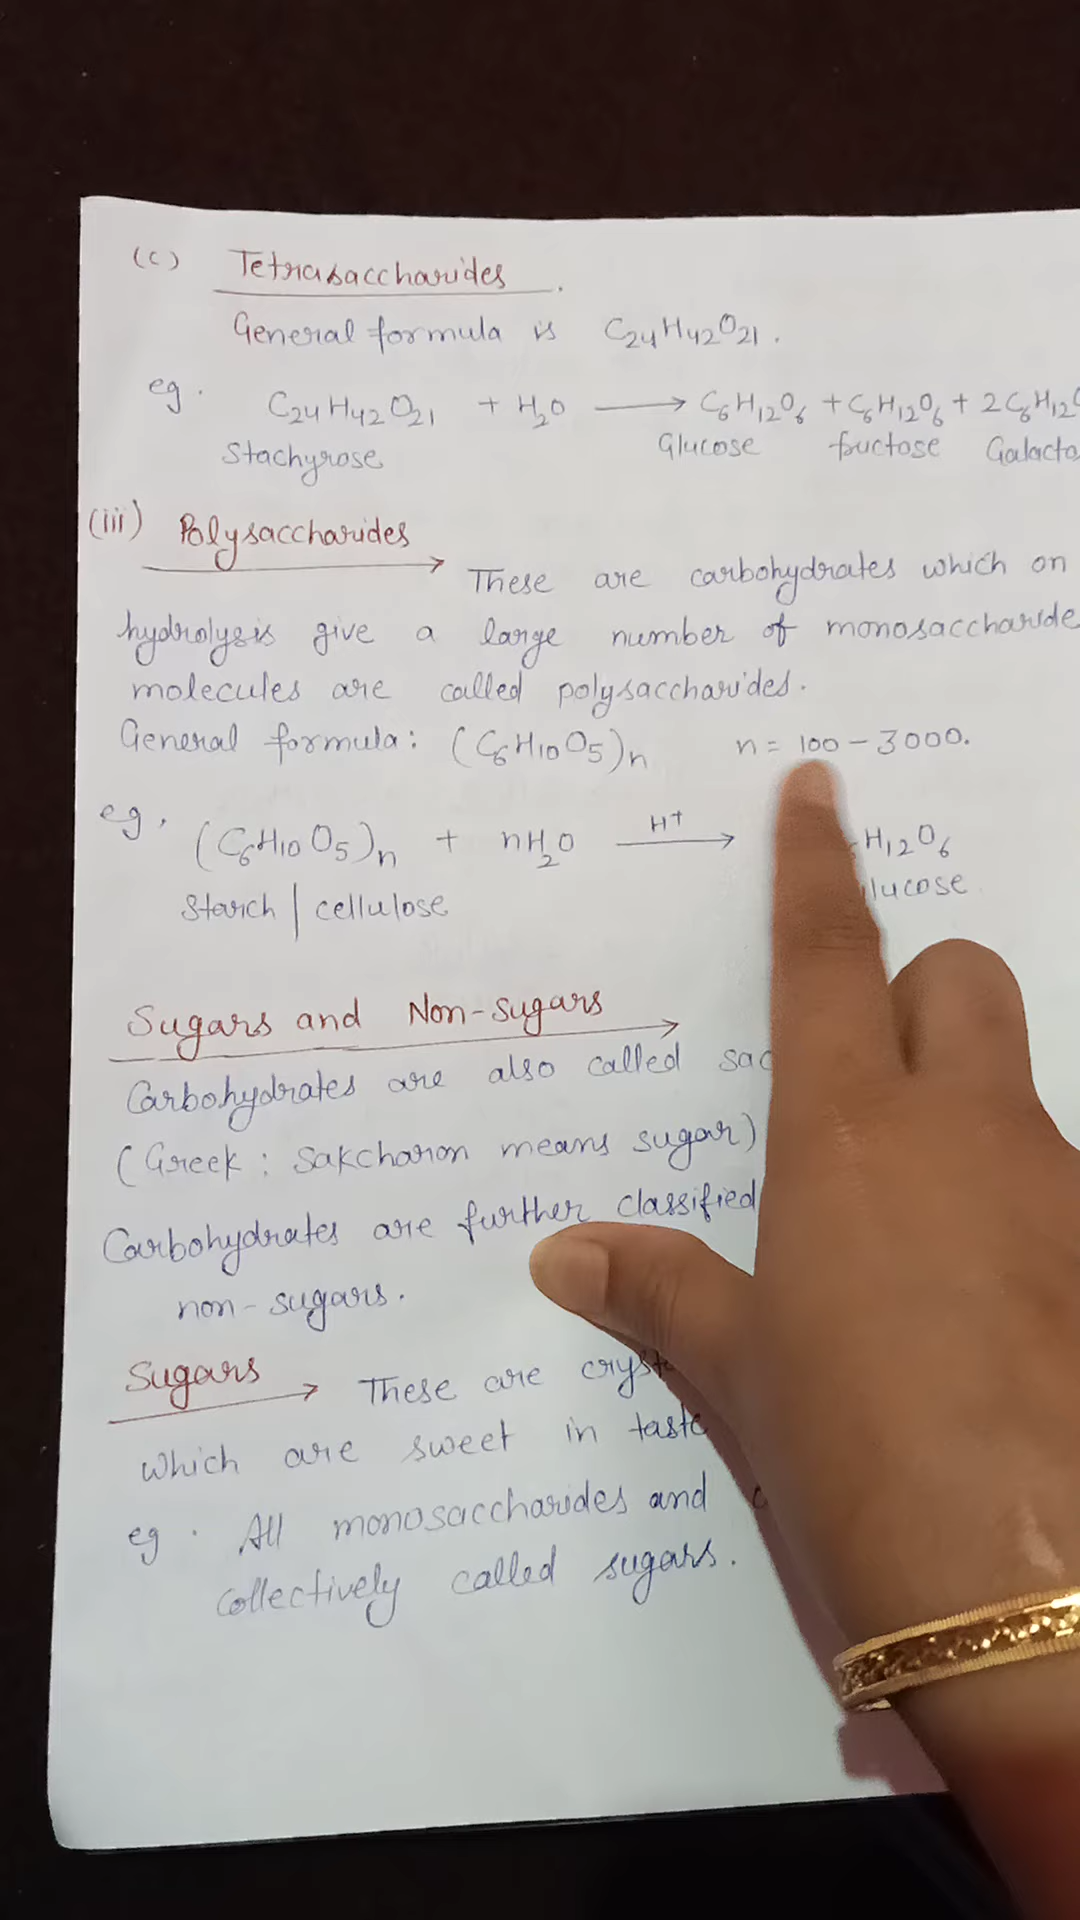 (c) Tetrasaccharides.
General formula is C24H42O21.
eg. C24H42O21 + H2O ⟶ C6H12O6 + C6H12O6 + 2C6H12
Stachyrose Glucose fructose
(iii) Polysaccharides → These are carbohydrates which on
hydrolysis give a large number of monosaccharide
molecules are called polysaccharides.
General formula: (C6H10O5)n n = 100 - 3000.
eg, (C6H10O5)n + nH2O H+ ⟶ H12O6
Starch | cellulose
Sugars and Non-sugars →
Carbohydrates are also called
(Greek : Sakcharon means sugar)
Carbohydrates are further classified
non-sugars.
Sugars → These are
which are sweet in taste
eg. All monosaccharides and
collectively called sugars.